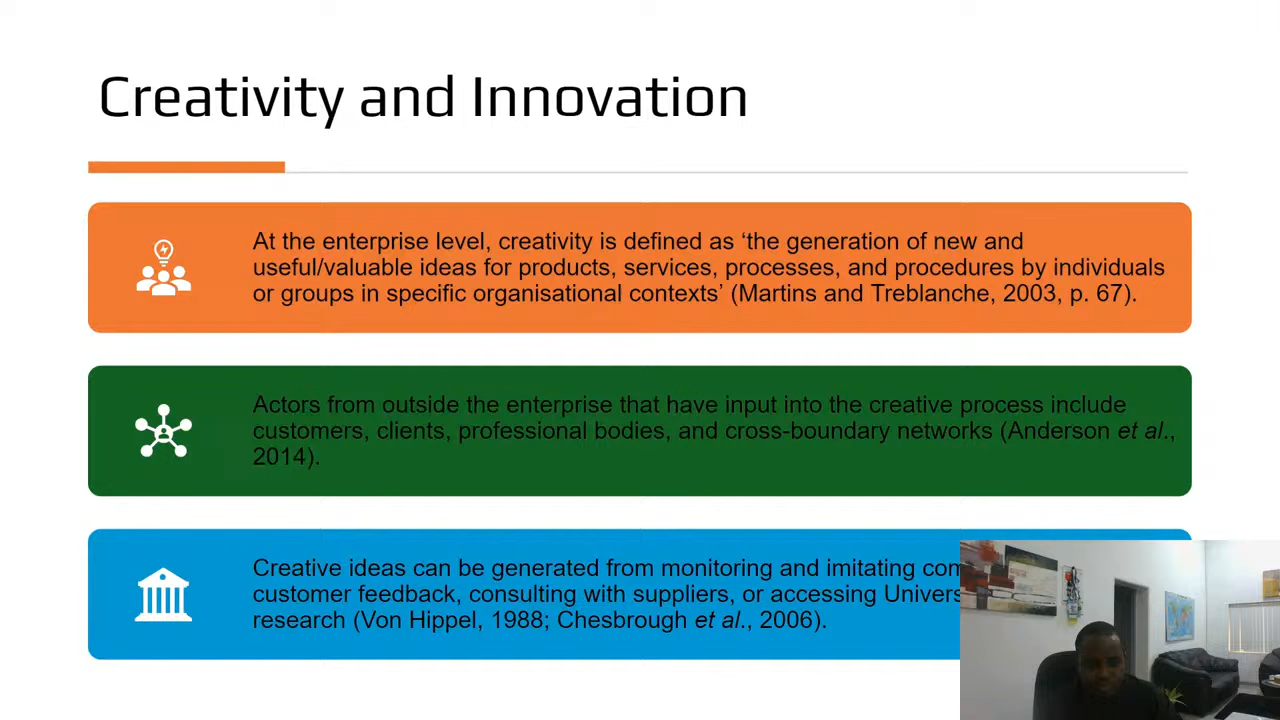 Creativity and Innovation
At the enterprise level, creativity is defined as ‘the generation of new and
useful/valuable ideas for products, services, processes, and procedures by individuals
or groups in specific organisational contexts’ (Martins and Treblanche, 2003, p. 67).
Actors from outside the enterprise that have input into the creative process include
customers, clients, professional bodies, and cross-boundary networks (Anderson et al.,
2014).
Creative ideas can be generated from monitoring and imitating
customer feedback, consulting with suppliers, or accessing
research (Von Hippel, 1988; Chesbrough et al., 2006).